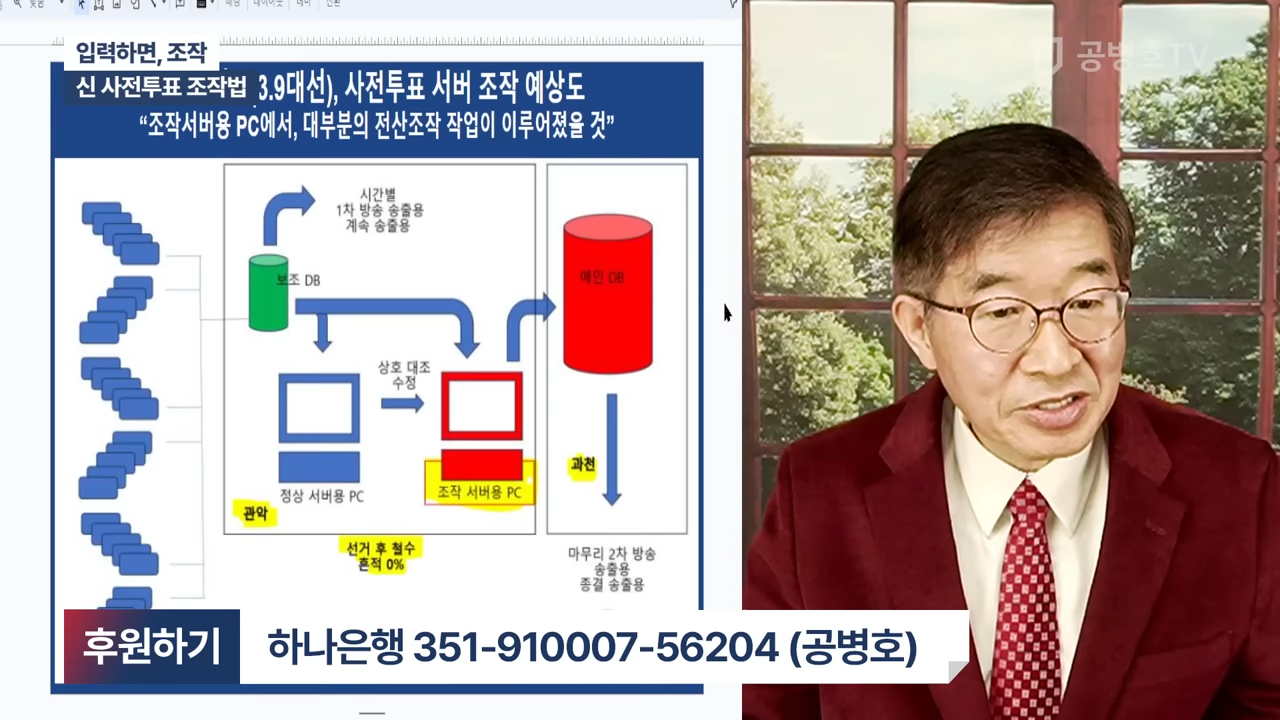 입력하면, 조작
신 사전투표 조작법
3.9대선), 사전투표 서버 조작 예상도
“조작서버용 PC에서, 대부분의 전산조작 작업이 이루어졌을 것”
공병호TV
시간별
1차 방송 송출용
계속 송출용
보조 DB
메인 DB
상호 대조
수정
정상 서버용 PC
조작 서버용 PC
과천
관악
선거 후 철수
흔적 0%
마무리 2차 방송
송출용
종결 송출용
후원하기
하나은행 351-910007-56204 (공병호)